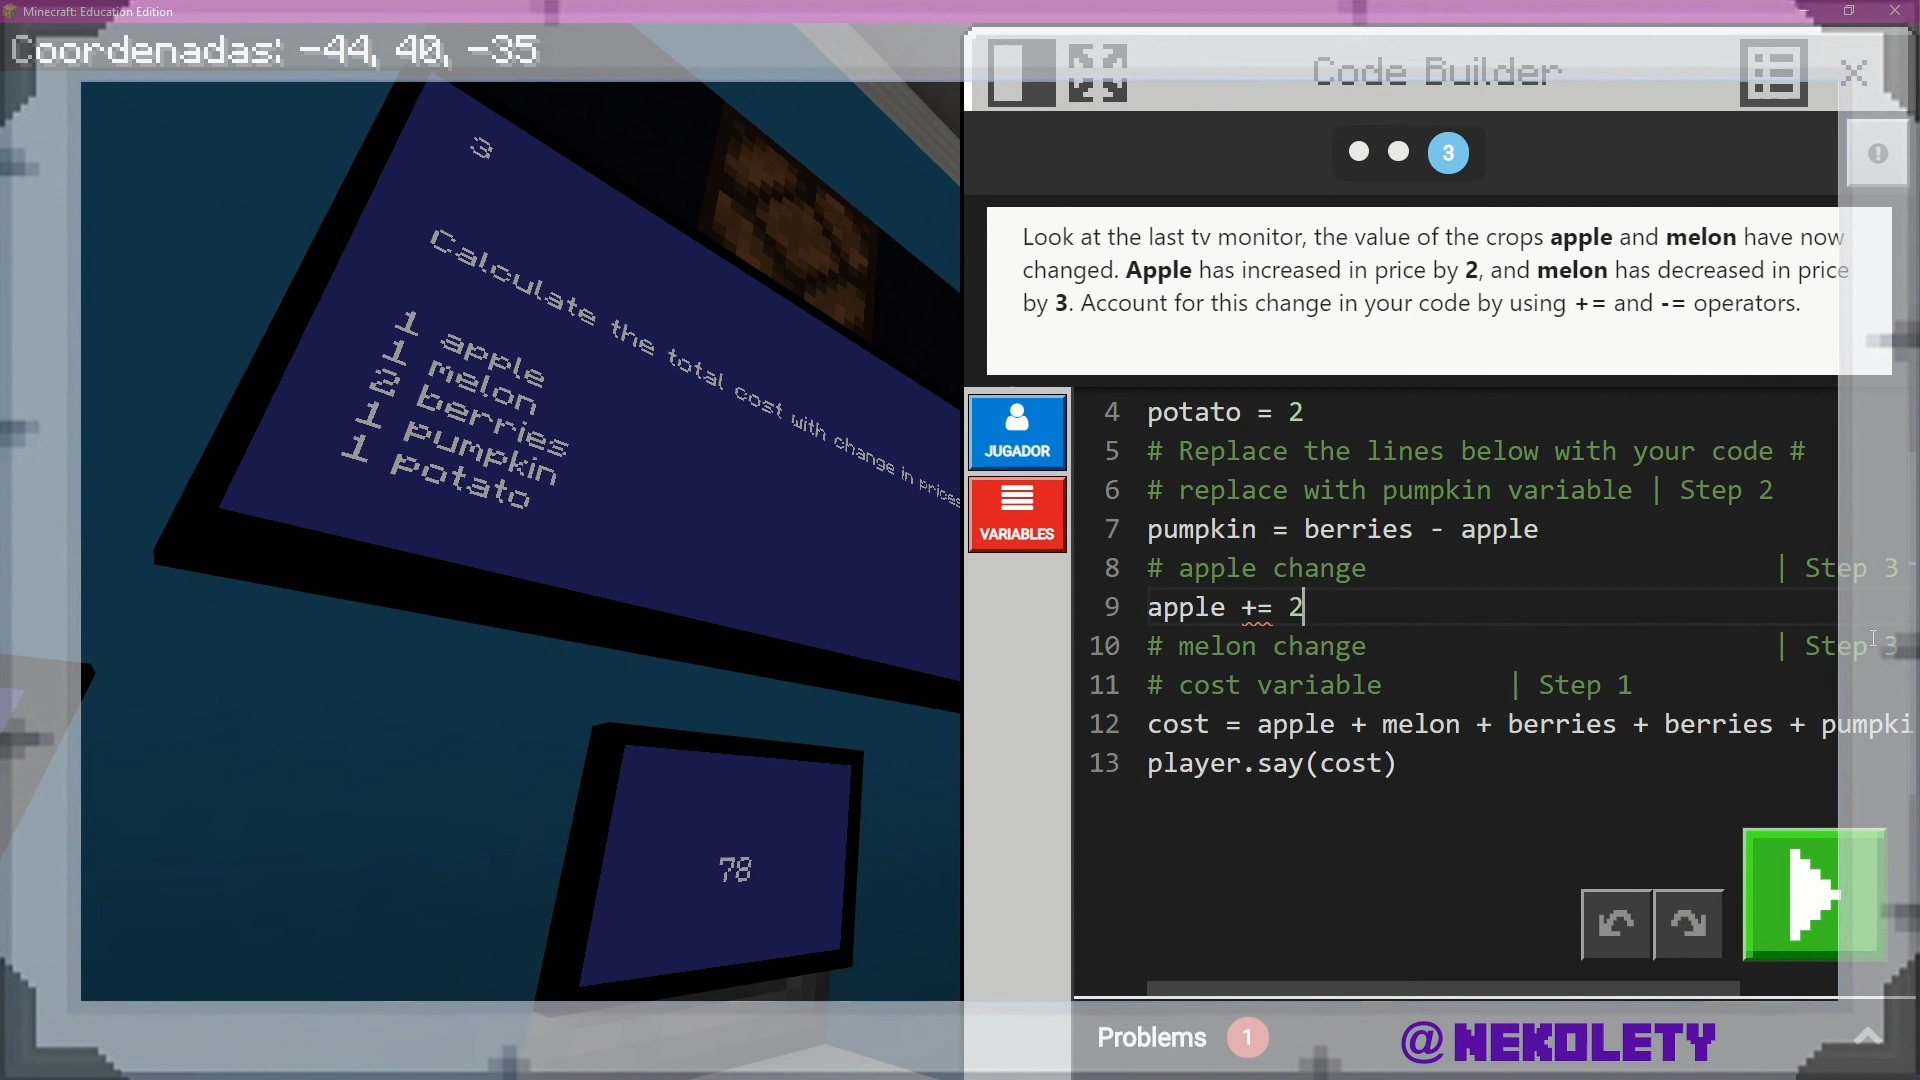 Minecraft: Education Edition
Coordenadas: -44, 40, -35
3
Calculate the total cost with change in prices
1 apple
1 melon
2 berries
1 pumpkin
1 potato
78
Code Builder
3
Look at the last tv monitor, the value of the crops apple and melon have now
changed. Apple has increased in price by 2, and melon has decreased in price
by 3. Account for this change in your code by using += and -= operators.
JUGADOR
VARIABLES
4 potato = 2
5 # Replace the lines below with your code #
6 # replace with pumpkin variable | Step 2
7 pumpkin = berries - apple
8 # apple change | Step 3
9 apple += 2
10 # melon change | Step 3
11 # cost variable | Step 1
12 cost = apple + melon + berries + berries + pumpki
13 player.say(cost)
Problems 1
@NEKOLETY